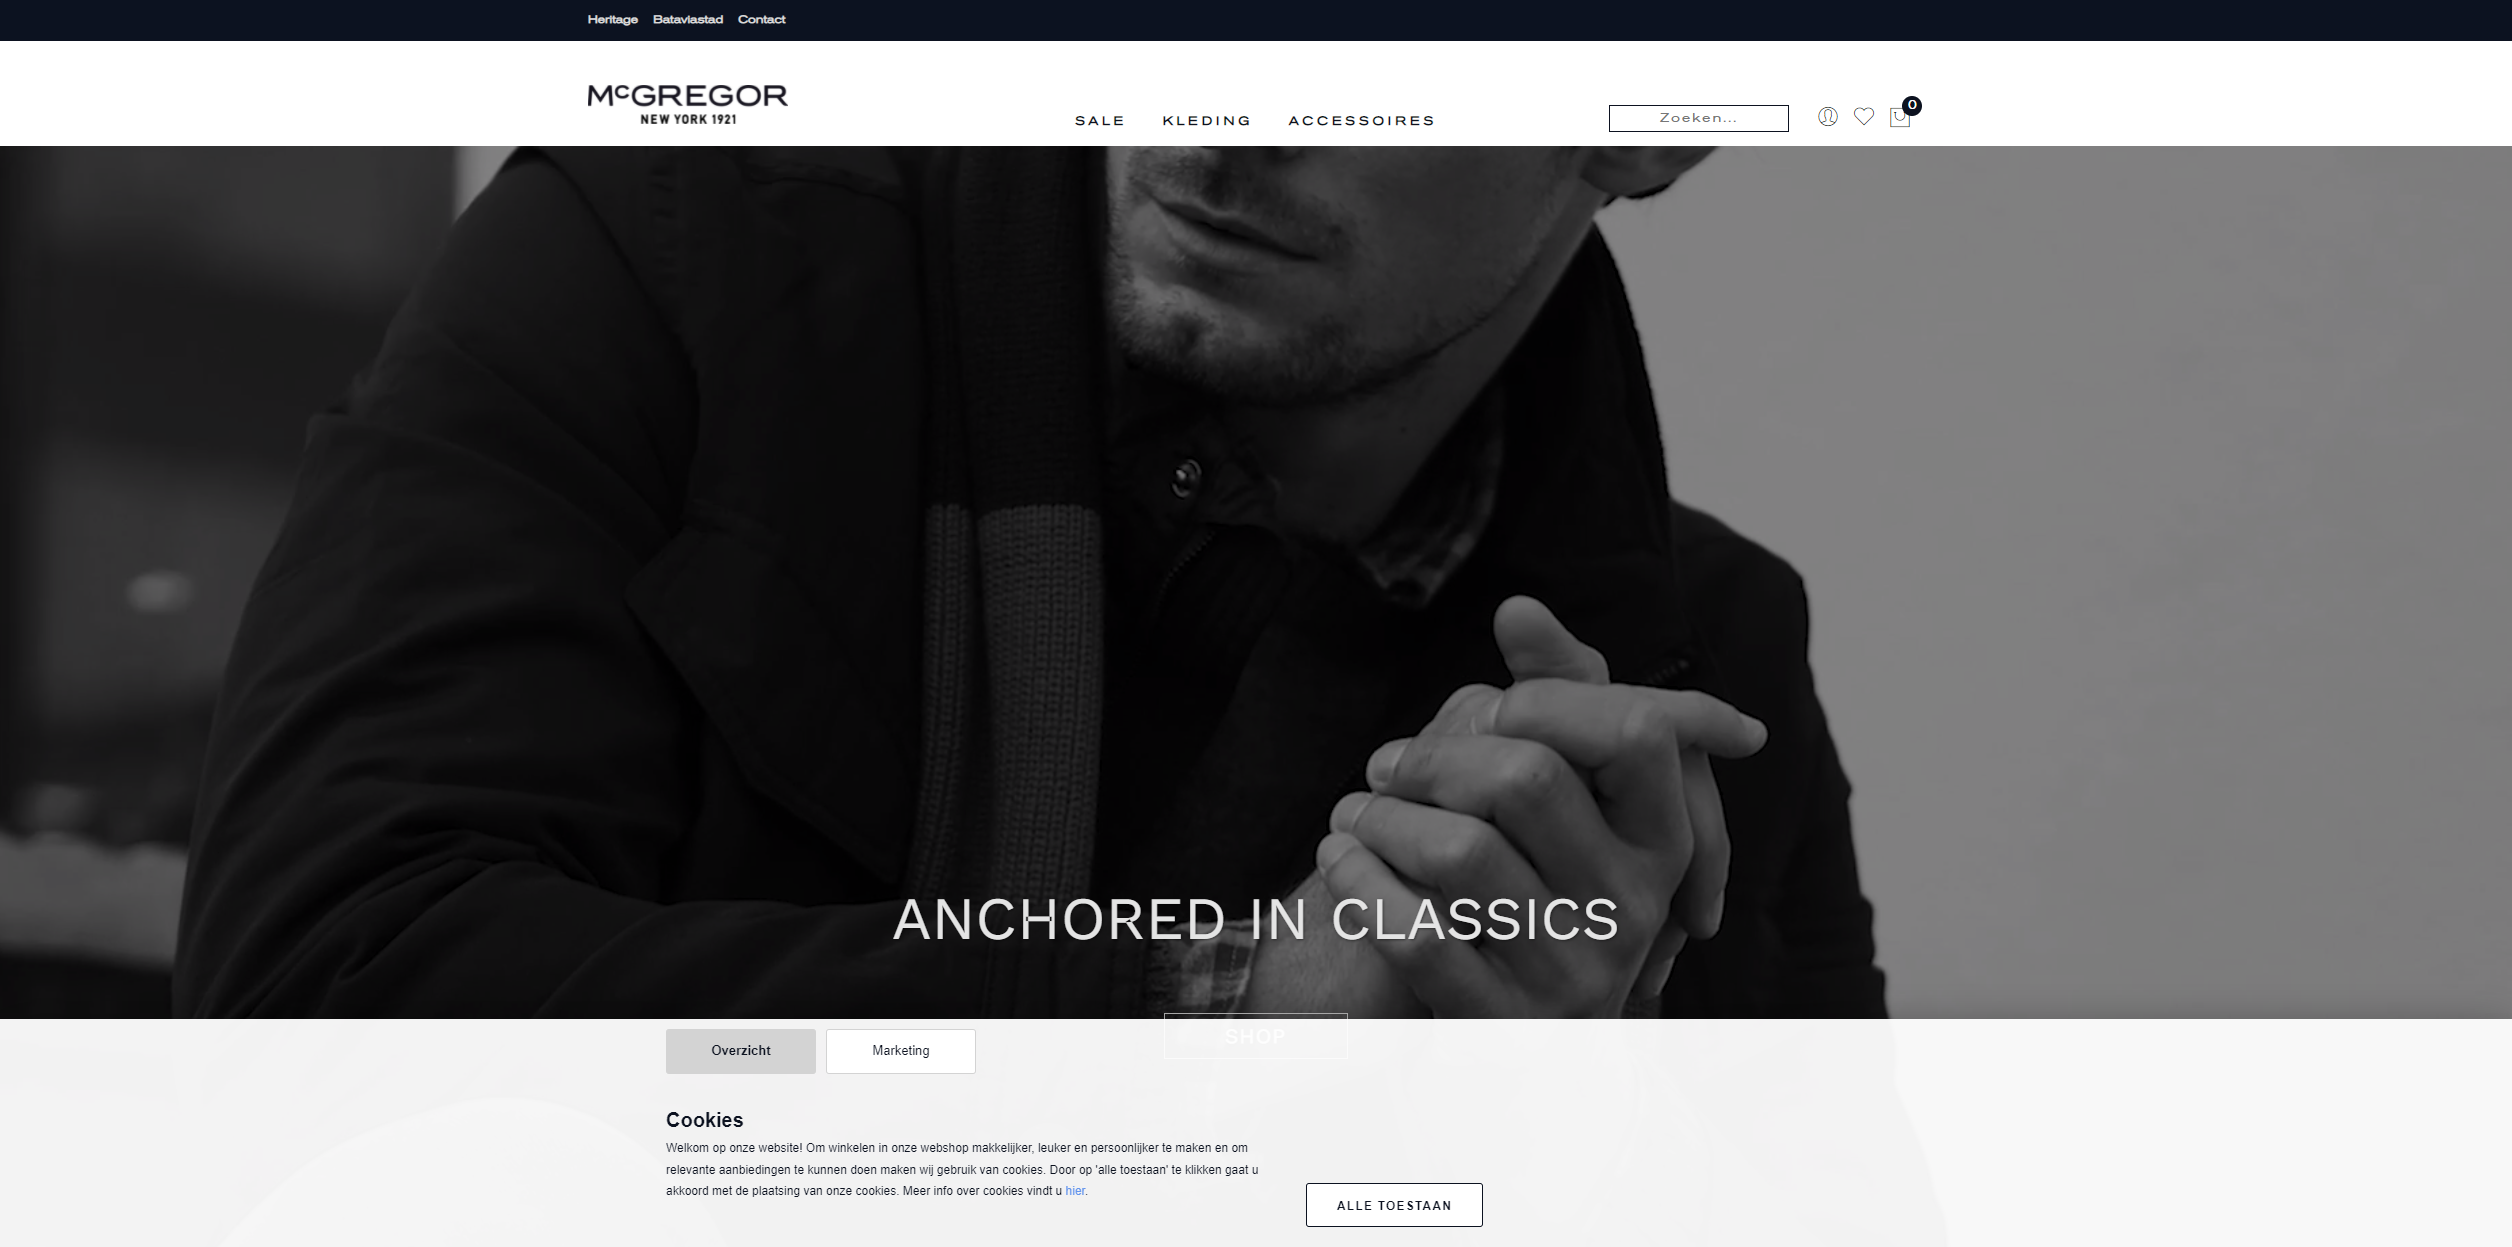 Heritage Bataviastad Contact
McGREGOR
NEW YORK 1921
SALE KLEDING ACCESSOIRES
Zoeken...
0
ANCHORED IN CLASSICS
SHOP
Overzicht Marketing
Cookies
Welkom op onze website! Om winkelen in onze webshop makkelijker, leuker en persoonlijker te maken en om
relevante aanbiedingen te kunnen doen maken wij gebruik van cookies. Door op 'alle toestaan' te klikken gaat u
akkoord met de plaatsing van onze cookies. Meer info over cookies vindt u hier.
ALLE TOESTAAN